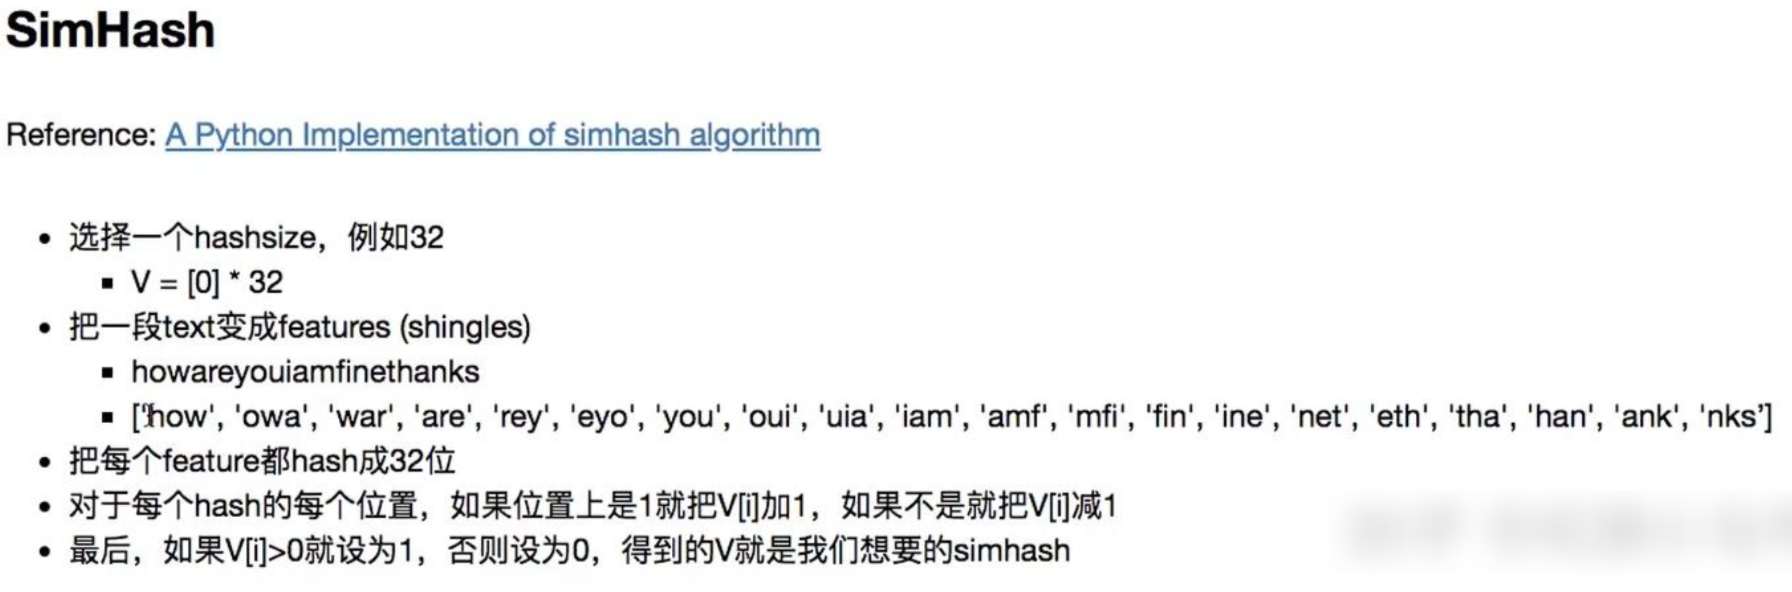 SimHash
Reference: A Python Implementation of simhash algorithm
• 选择一个hashsize，例如32
▪ V = [0] * 32
• 把一段text变成features (shingles)
▪ howareyouiamfinethanks
▪ ['how', 'owa', 'war', 'are', 'rey', 'eyo', 'you', 'oui', 'uia', 'iam', 'amf', 'mfi', 'fin', 'ine', 'net', 'eth', 'tha', 'han', 'ank', 'nks’]
• 把每个feature都hash成32位
• 对于每个hash的每个位置，如果位置上是1就把V[i]加1，如果不是就把V[i]减1
• 最后，如果V[i]>0就设为1，否则设为0，得到的V就是我们想要的simhash